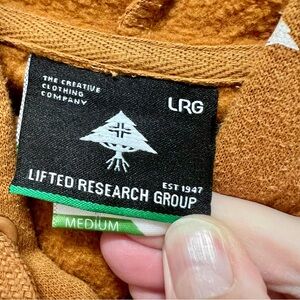 THE CREATIVE
CLOTHING
COMPANY
LRG
EST 1947
LIFTED RESEARCH GROUP
MEDIUM